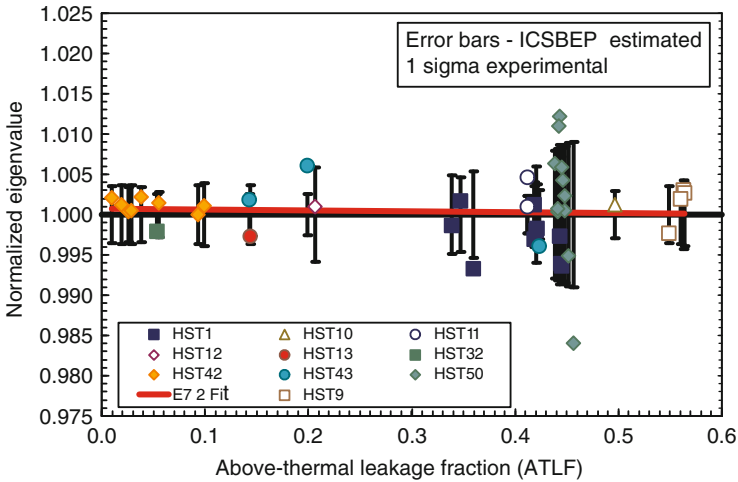 1.025
1.020
1.015
1.010
1.005
1.000
0.995
0.990
0.985
0.980
0.975
Normalized eigenvalue
Error bars - ICSBEP estimated
1 sigma experimental
HST1
HST10
HST11
HST12
HST13
HST32
HST42
HST43
HST50
E7 2 Fit
HST9
0.0
0.1
0.2
0.3
0.4
0.5
0.6
Above-thermal leakage fraction (ATLF)